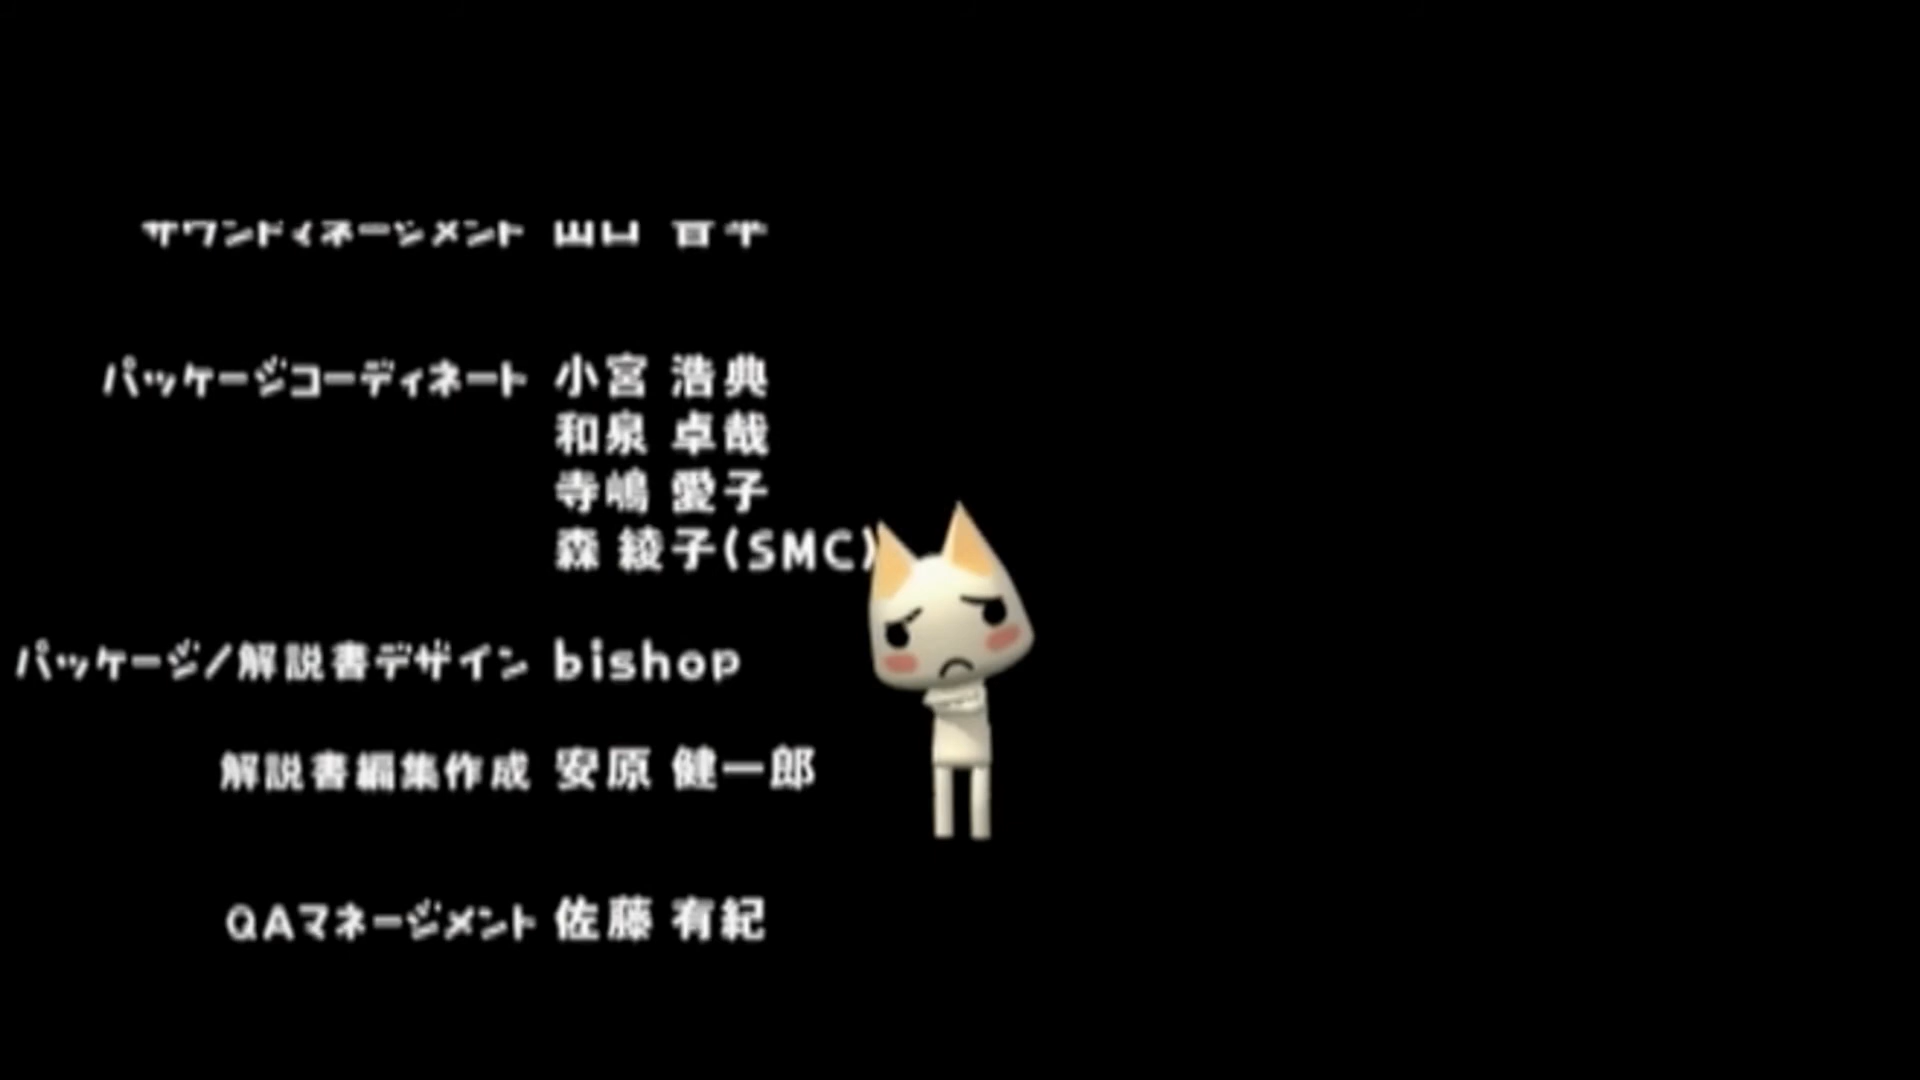 パッケージコーディネート 小宮 浩典
和泉 卓哉
寺嶋 愛子
森 綾子(SMC)
パッケージ/解説書デザイン bishop
解説書編集作成 安原 健一郎
QAマネージメント 佐藤 有紀